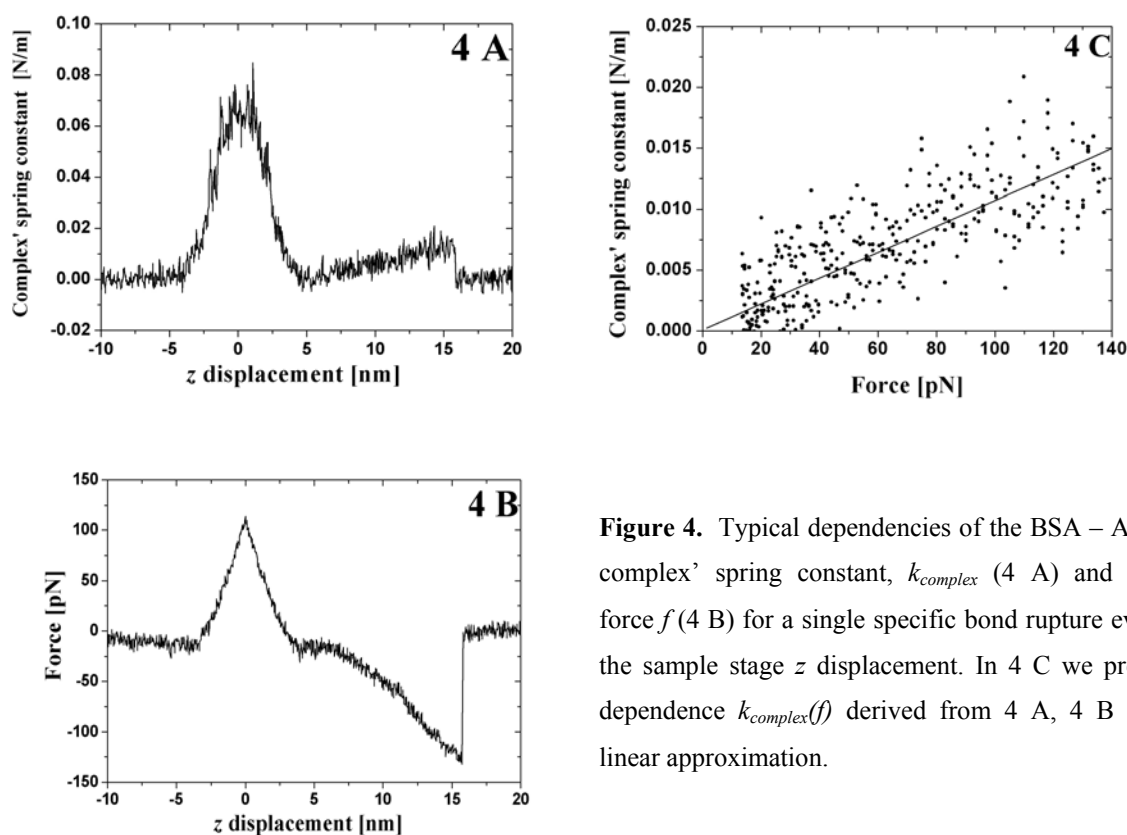 4 A
Complex' spring constant [N/m]
0.10
0.08
0.06
0.04
0.02
0.00
-0.02
-10 -5 0 5 10 15 20
z displacement [nm]
4 C
Complex' spring constant [N/m]
0.025
0.020
0.015
0.010
0.005
0.000
0 20 40 60 80 100 120 140
Force [pN]
4 B
Force [pN]
150
100
50
0
-50
-100
-150
-10 -5 0 5 10 15 20
z displacement [nm]
Figure 4. Typical dependencies of the BSA – A
complex’ spring constant, kcomplex (4 A) and
force f (4 B) for a single specific bond rupture ev
the sample stage z displacement. In 4 C we pr
dependence kcomplex(f) derived from 4 A, 4 B
linear approximation.